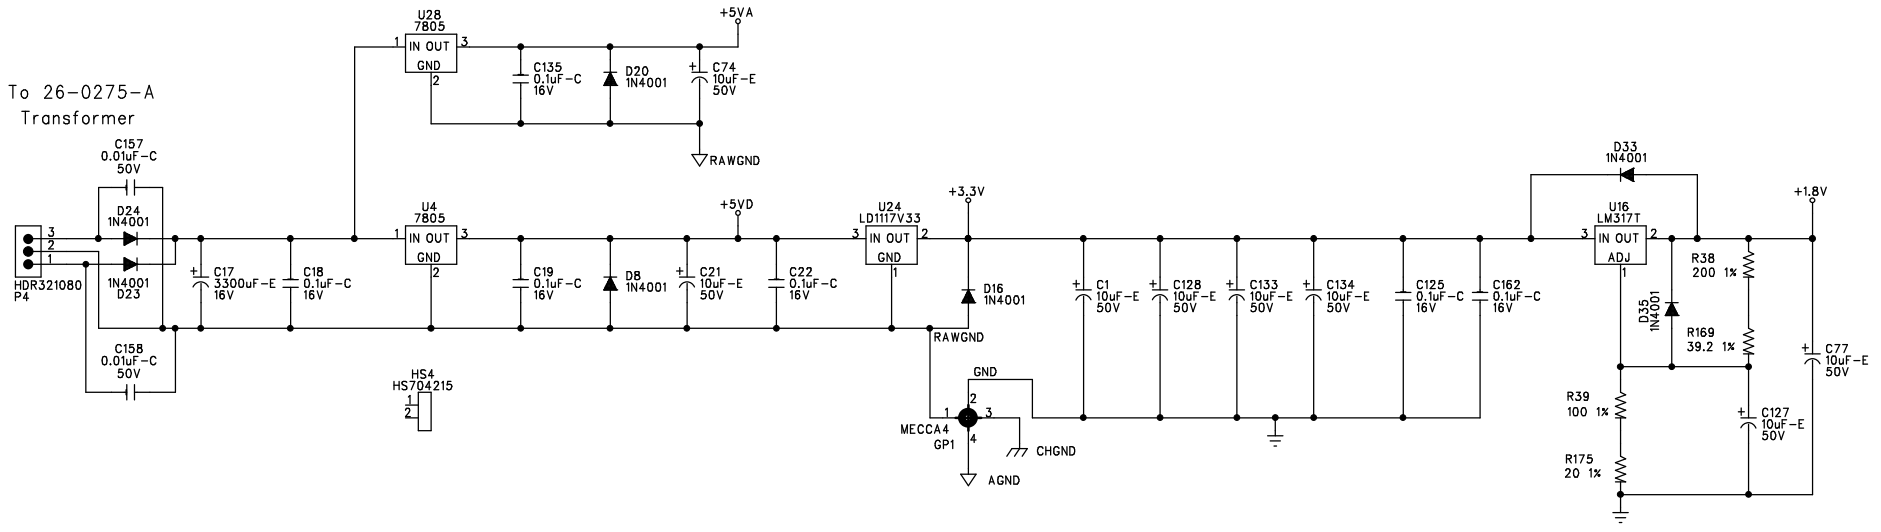 To 26-0275-A
Transformer
HDR321080
P4
3
2
1
C157
0.01uF-C
50V
D24
1N4001
1N4001
D23
C158
0.01uF-C
50V
C17
3300uF-E
16V
C18
0.1uF-C
16V
U28
7805
1
IN OUT
3
GND
2
C135
0.1uF-C
16V
D20
1N4001
+
C74
10uF-E
50V
+5VA
RAWGND
U4
7805
1
IN OUT
3
GND
2
C19
0.1uF-C
16V
D8
1N4001
+
C21
10uF-E
50V
+5VD
C22
0.1uF-C
16V
+
HS4
HS704215
1
2
U24
LD1117V33
3
IN OUT
2
GND
1
+3.3V
D16
1N4001
RAWGND
GND
1
2
3
4
MECCA4
GP1
CHGND
AGND
+
C1
10uF-E
50V
+
C128
10uF-E
50V
+
C133
10uF-E
50V
+
C134
10uF-E
50V
C125
0.1uF-C
16V
C162
0.1uF-C
16V
D33
1N4001
U16
LM317T
3
IN OUT
2
ADJ
1
+1.8V
D35
1N4001
R38
200 1%
R169
39.2 1%
R39
100 1%
R175
20 1%
+
C127
10uF-E
50V
+
C77
10uF-E
50V